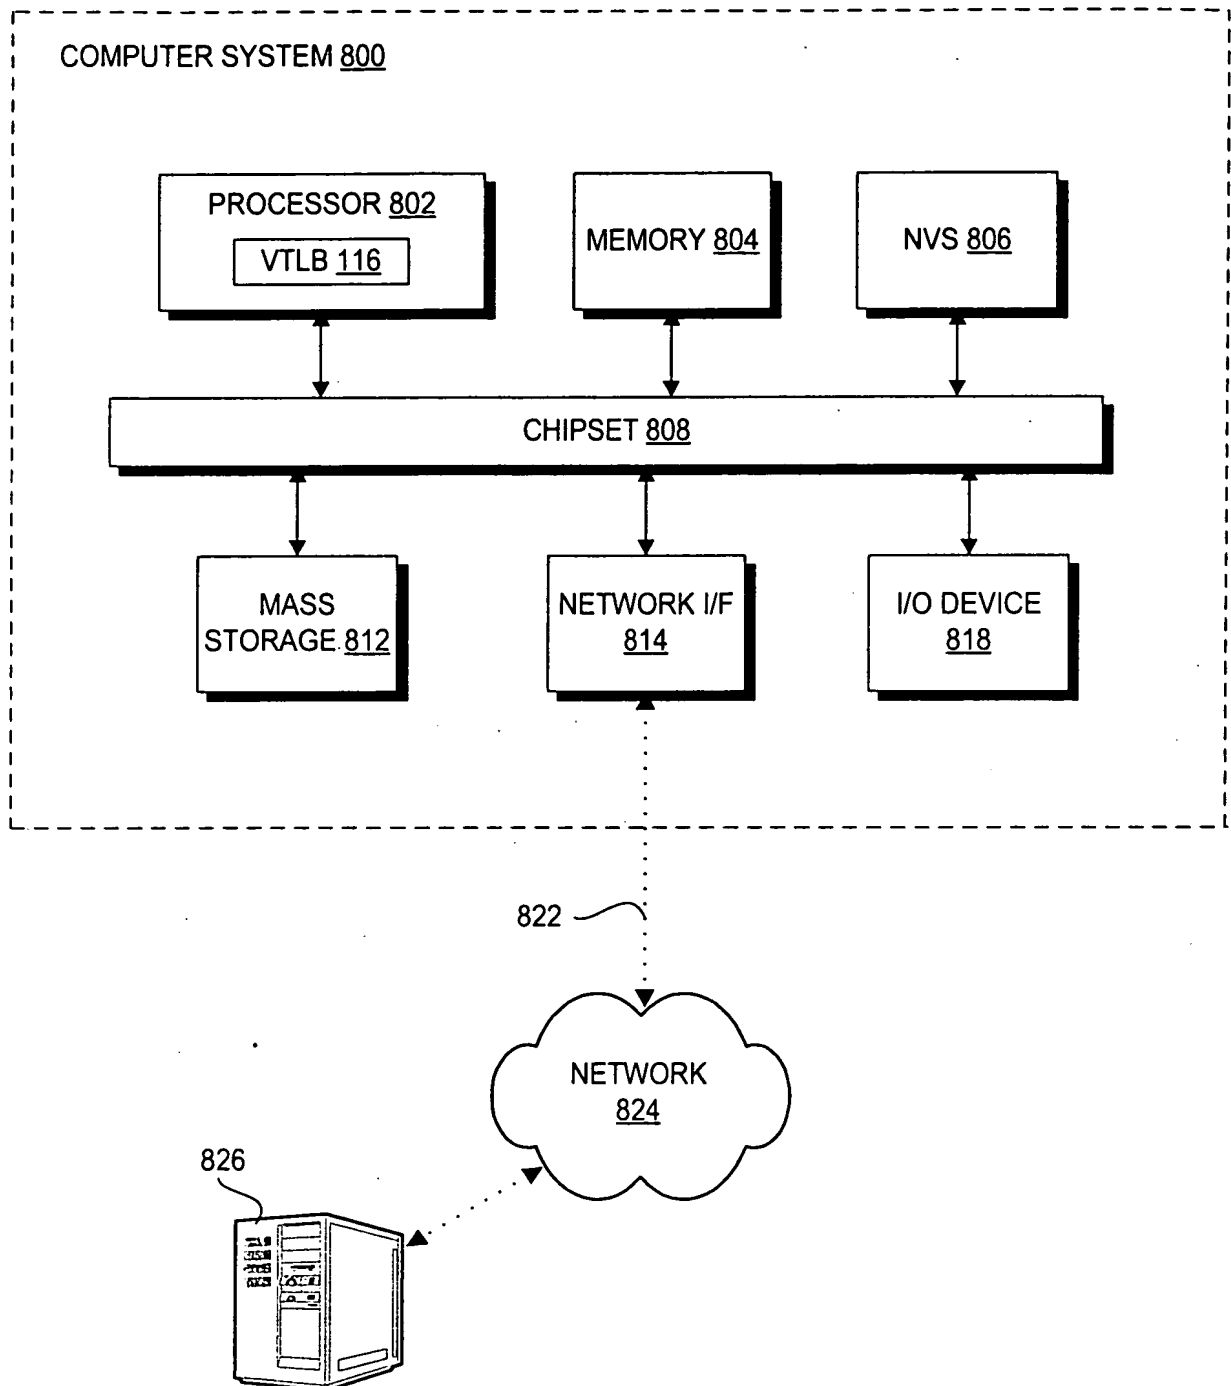 COMPUTER SYSTEM 800
PROCESSOR 802
VTLB 116
MEMORY 804
NVS 806
CHIPSET 808
MASS
STORAGE 812
NETWORK I/F
814
I/O DEVICE
818
822
NETWORK
824
826